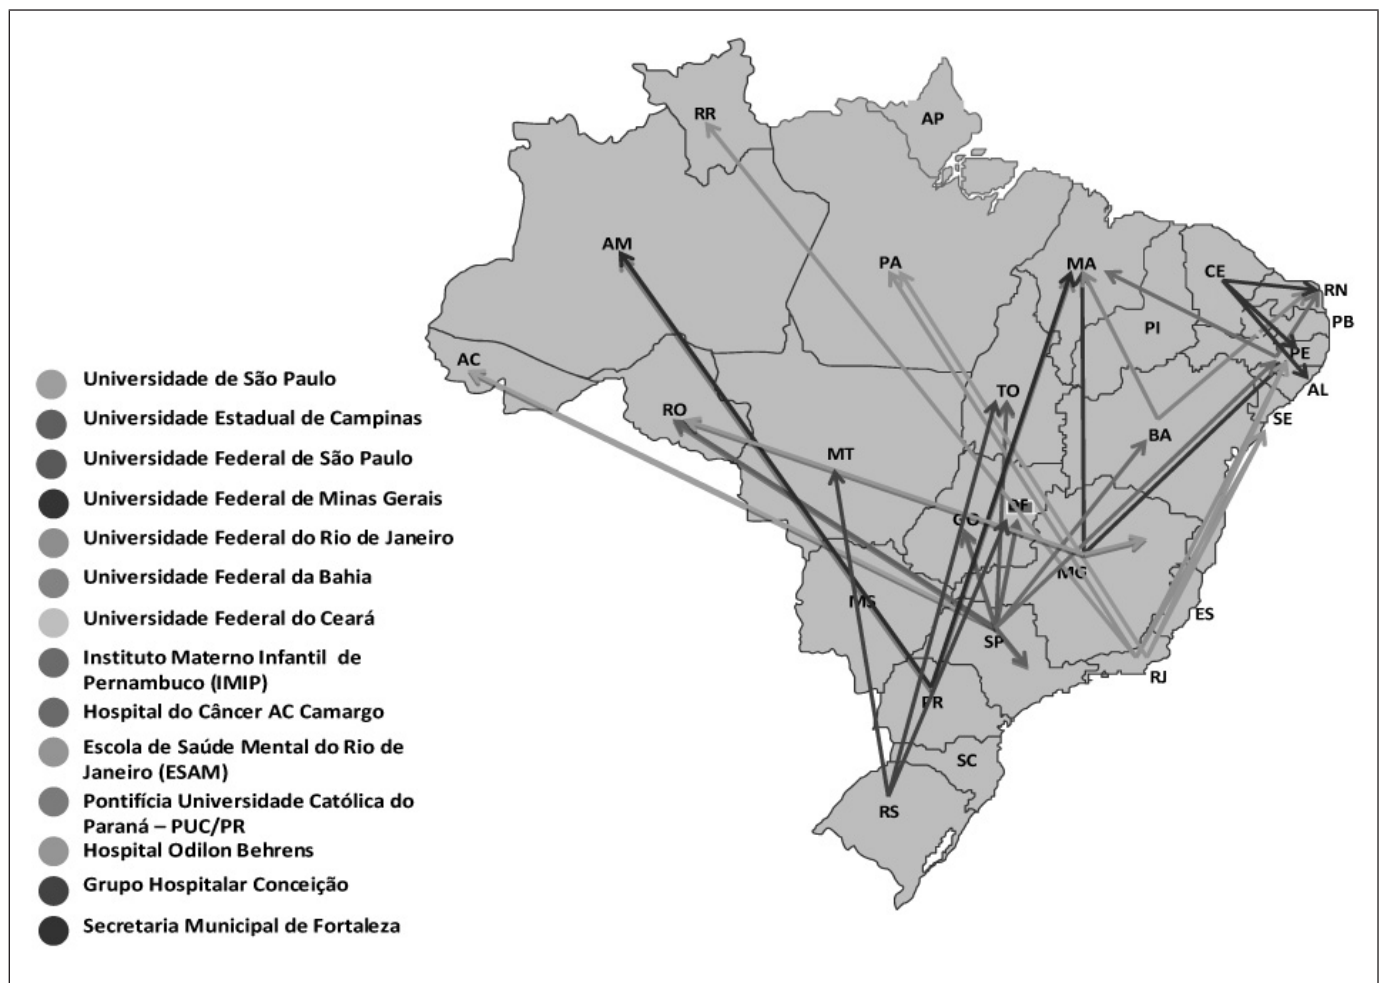 RR
AP
AM
PA
MA
CE
RN
PB
PI
PE
AC
TO
AL
RO
SE
BA
MT
DF
GO
MG
MS
ES
SP
RJ
PR
SC
RS
Universidade de São Paulo
Universidade Estadual de Campinas
Universidade Federal de São Paulo
Universidade Federal de Minas Gerais
Universidade Federal do Rio de Janeiro
Universidade Federal da Bahia
Universidade Federal do Ceará
Instituto Materno Infantil de
Pernambuco (IMIP)
Hospital do Câncer AC Camargo
Escola de Saúde Mental do Rio de
Janeiro (ESAM)
Pontifícia Universidade Católica do
Paraná – PUC/PR
Hospital Odilon Behrens
Grupo Hospitalar Conceição
Secretaria Municipal de Fortaleza